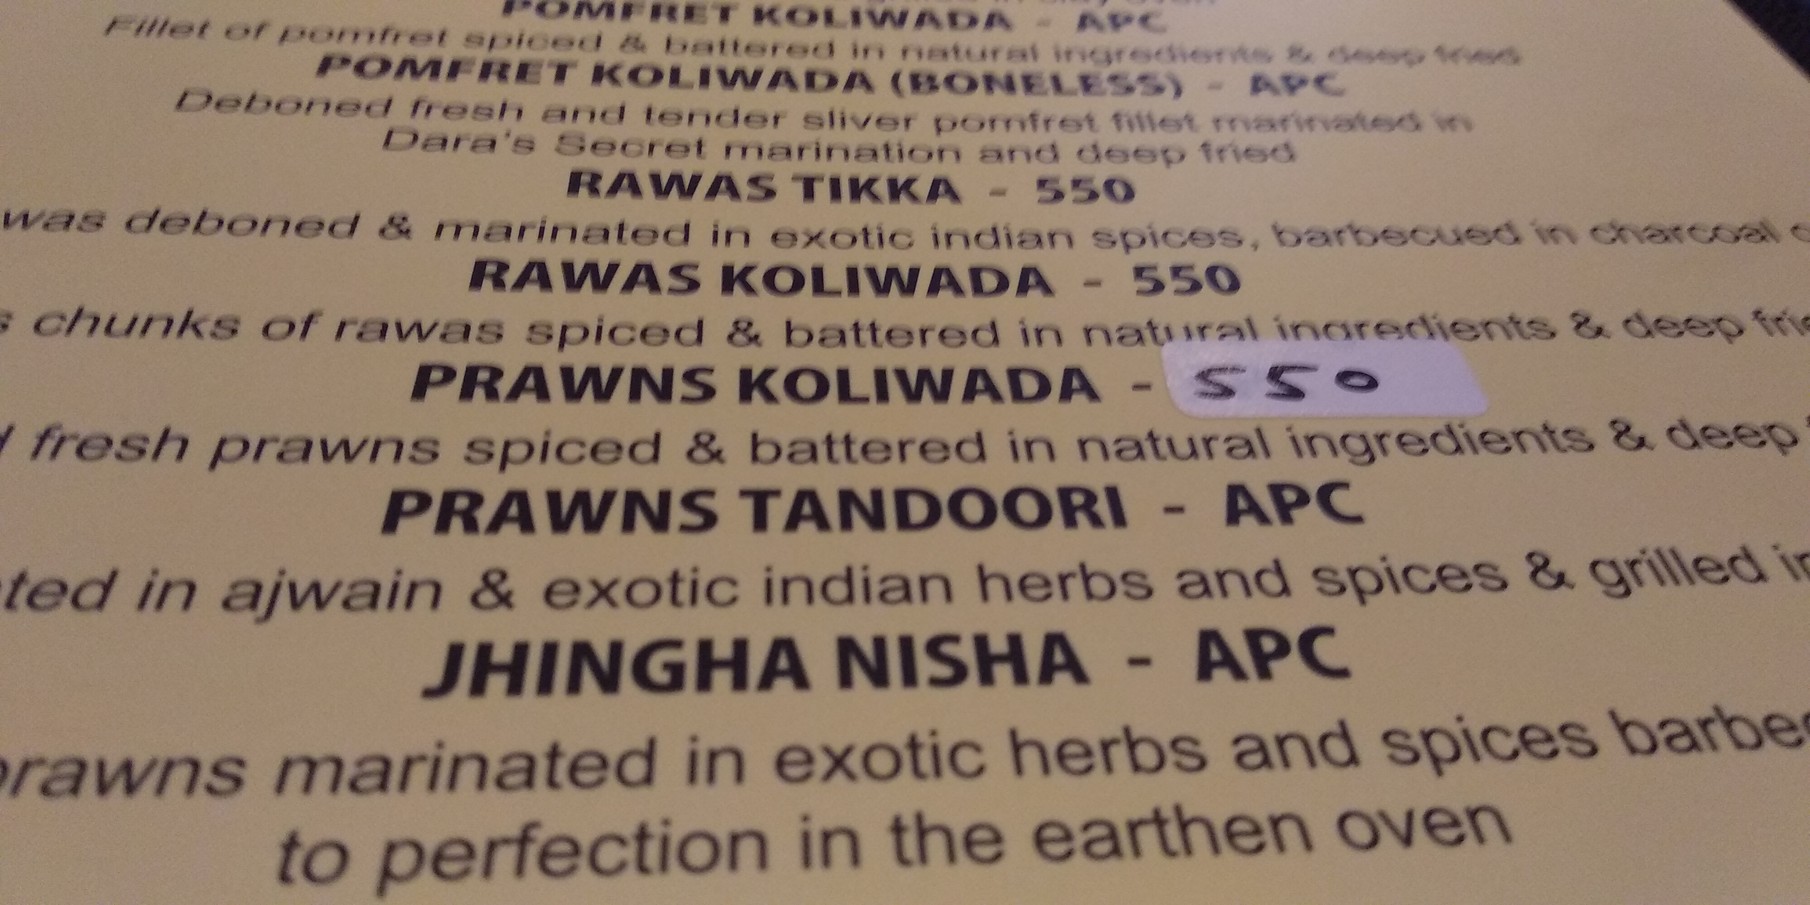 POMFRET KOLIWADA - APC
Fillet of pomfret spiced & battered in natural ingredients & deep fried
POMFRET KOLIWADA (BONELESS) - APC
Deboned fresh and tender sliver pomfret fillet marinated in
Dara's Secret marination and deep fried
RAWAS TIKKA - 550
was deboned & marinated in exotic indian spices, barbecued in charcoal
RAWAS KOLIWADA - 550
s chunks of rawas spiced & battered in natural ingredients & deep frie
PRAWNS KOLIWADA - 550
fresh prawns spiced & battered in natural ingredients & deep
PRAWNS TANDOORI - APC
ted in ajwain & exotic indian herbs and spices & grilled in
JHINGHA NISHA - APC
rawns marinated in exotic herbs and spices barbe
to perfection in the earthen oven